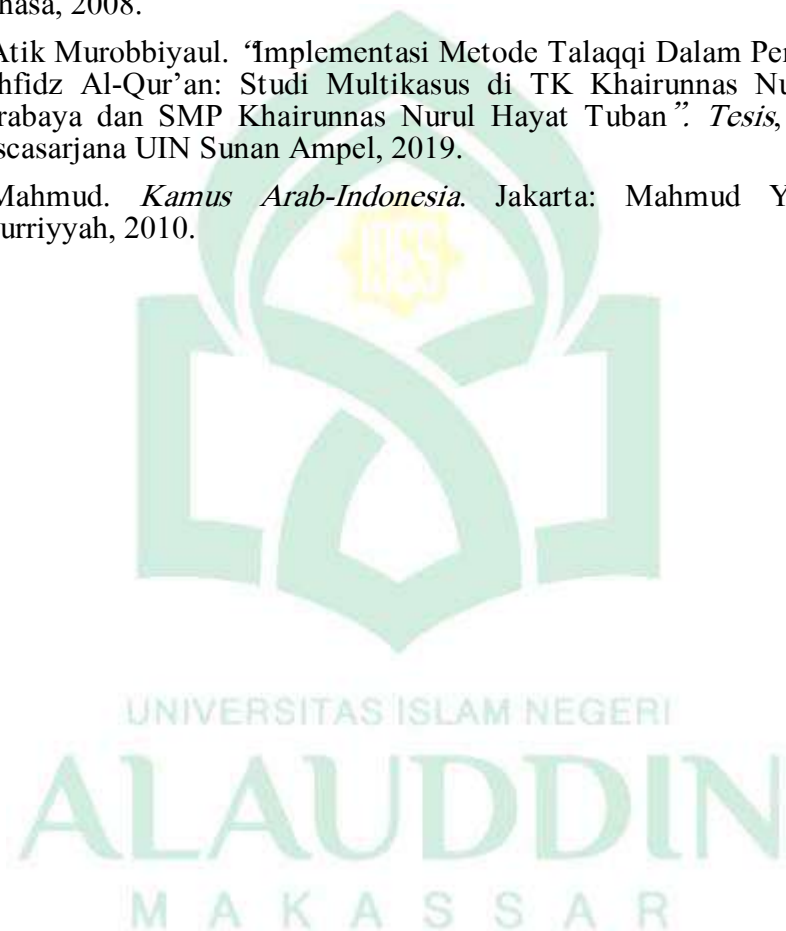 hasa, 2008.
Atik Murobbiyaul. “Implementasi Metode Talaqqi Dalam Per
hfidz Al-Qur’an: Studi Multikasus di TK Khairunnas Nu
rabaya dan SMP Khairunnas Nurul Hayat Tuban”. Tesis,
scasarjana UIN Sunan Ampel, 2019.
Mahmud. Kamus Arab-Indonesia. Jakarta: Mahmud Y
urriyyah, 2010.
UNIVERSITAS ISLAM NEGERI
ALAUDDIN
MAKASSAR